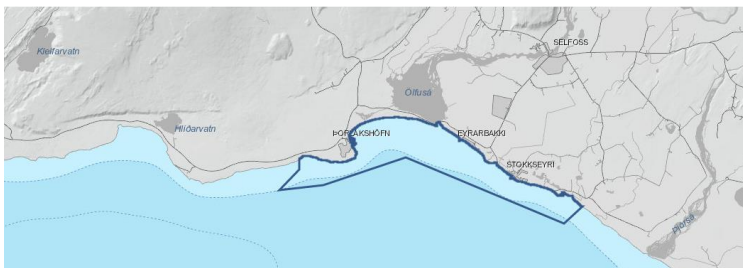 SELFOSS
Kleifarvatn
Ölfusá
Hlíðarvatn
ÞORLÁKSHÖFN
EYRARBAKKI
STOKKSEYRI
Þjórsá